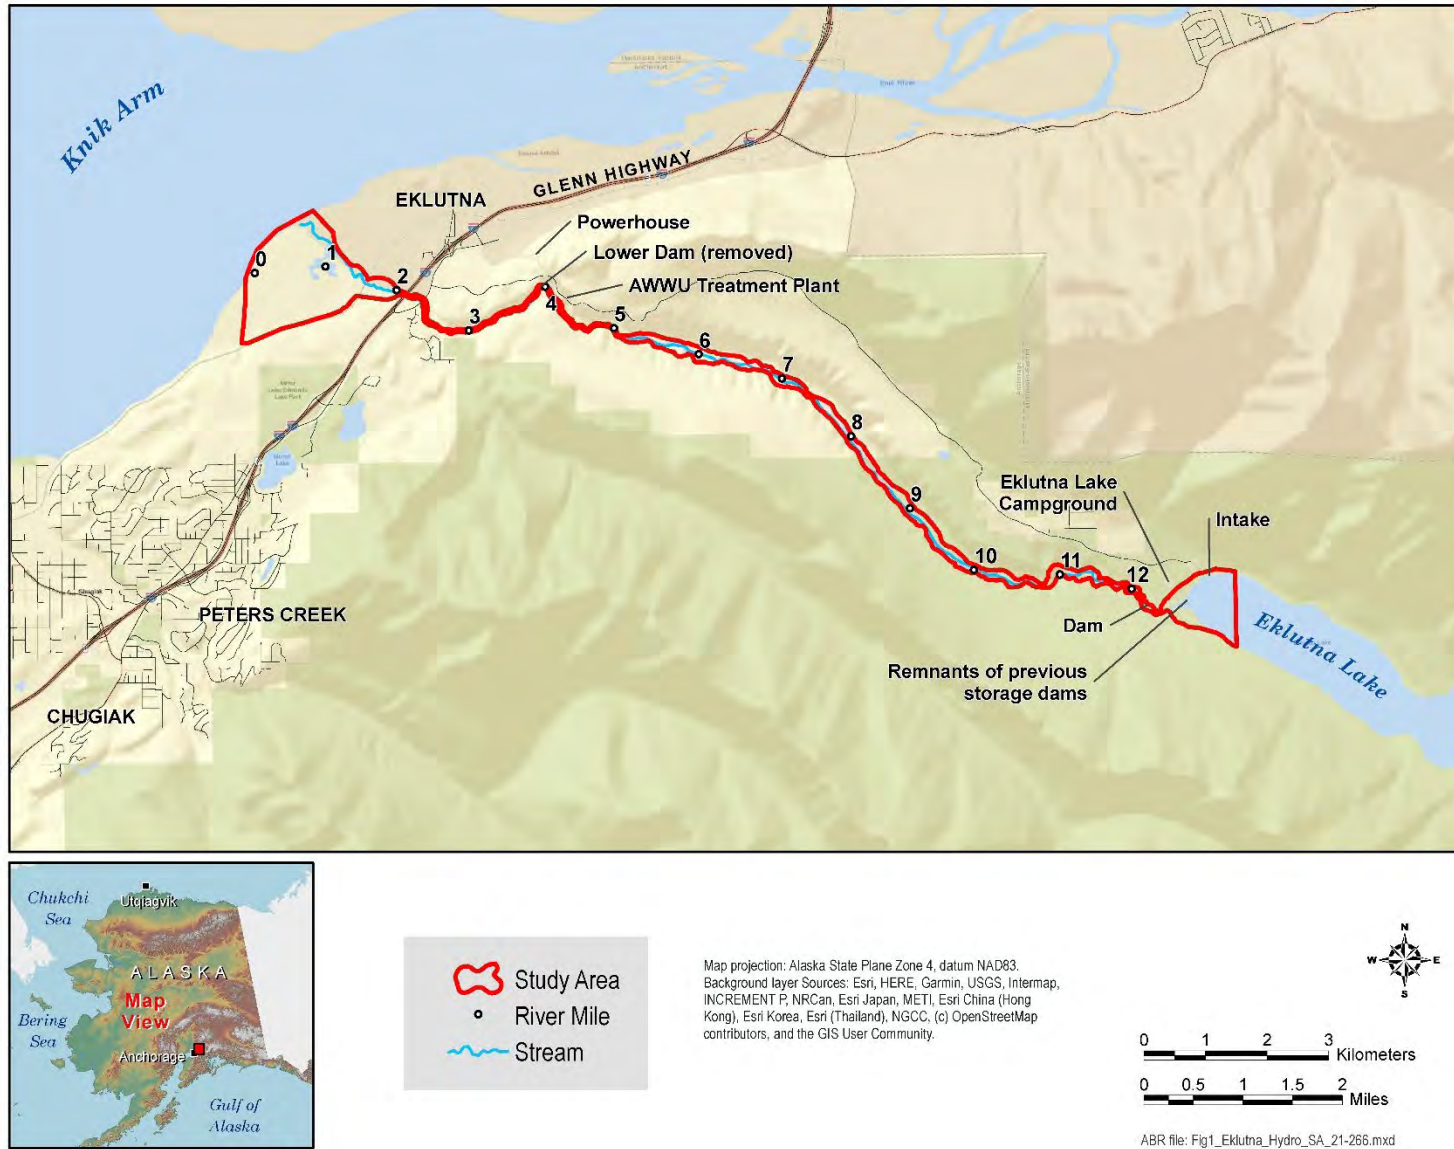 Knik Arm
Knik River
GLENN HIGHWAY
EKLUTNA
Powerhouse
Lower Dam (removed)
AWWU Treatment Plant
0
1
2
3
4
5
6
7
8
9
10
11
12
Eklutna Lake
Campground
Intake
Dam
Remnants of previous
storage dams
Eklutna Lake
Mirror
Lake
PETERS CREEK
CHUGIAK
Chukchi
Sea
Utqiagvik
ALASKA
Map
View
Bering
Sea
Anchorage
Gulf of
Alaska
Study Area
River Mile
Stream
Map projection: Alaska State Plane Zone 4, datum NAD83.
Background layer Sources: Esri, HERE, Garmin, USGS, Intermap,
INCREMENT P, NRCan, Esri Japan, METI, Esri China (Hong
Kong), Esri Korea, Esri (Thailand), NGCC, (c) OpenStreetMap
contributors, and the GIS User Community.
N
W E
S
0 1 2 3
Kilometers
0 0.5 1 1.5 2
Miles
ABR file: Fig1_Eklutna_Hydro_SA_21-266.mxd